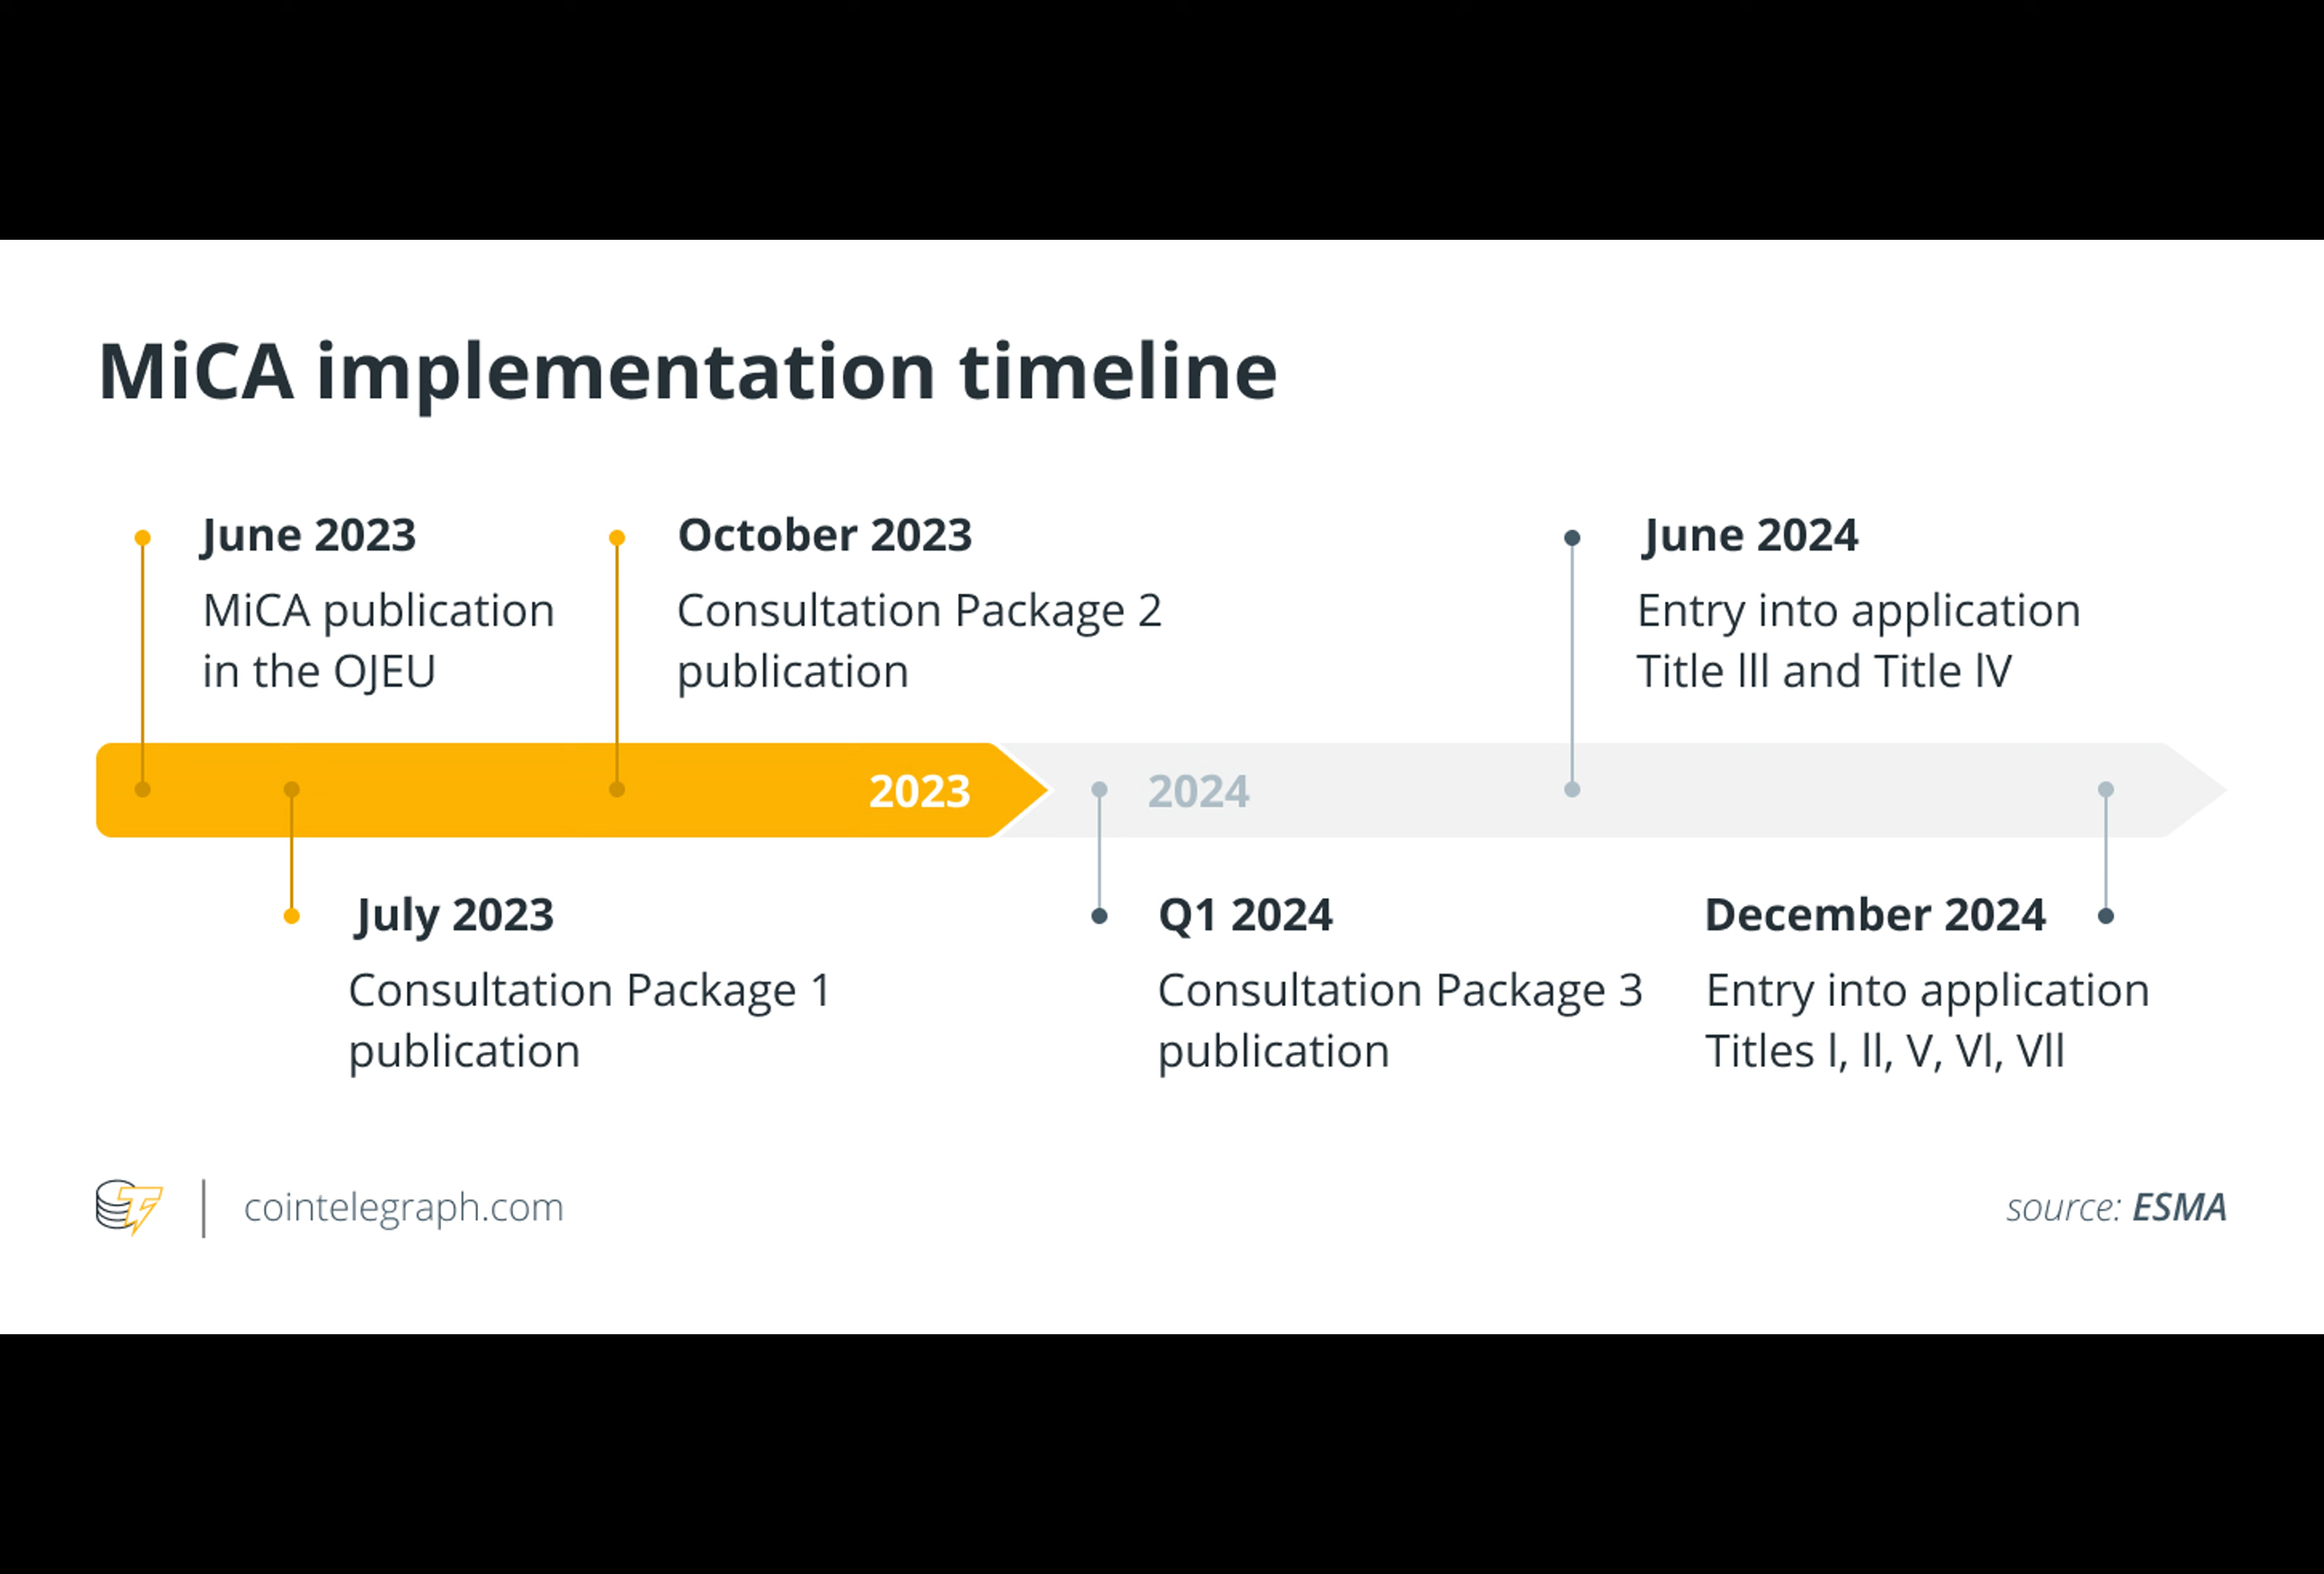 MiCA implementation timeline
June 2023
MiCA publication
in the OJEU
October 2023
Consultation Package 2
publication
June 2024
Entry into application
Title III and Title IV
2023
2024
July 2023
Consultation Package 1
publication
Q1 2024
Consultation Package 3
publication
December 2024
Entry into application
Titles I, II, V, VI, VII
cointelegraph.com
source: ESMA